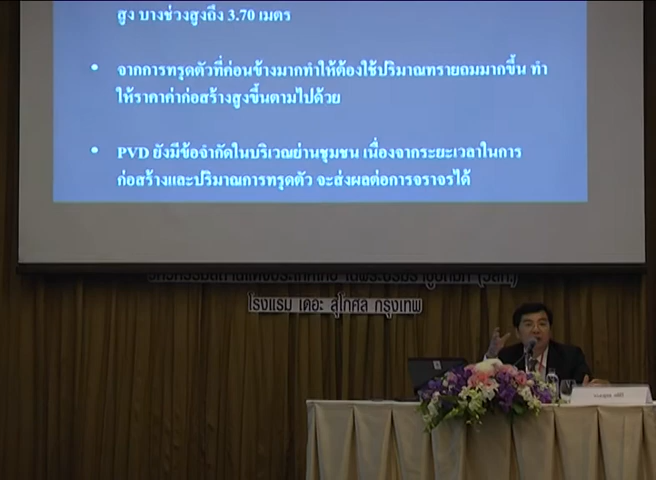 สูง บางช่วงสูงถึง 3.70 เมตร
• จากการทรุดตัวที่ค่อนข้างมากทำให้ต้องใช้ปริมาณทรายถมมากขึ้น ทำ
ให้ราคาค่าก่อสร้างสูงขึ้นตามไปด้วย
• PVD ยังมีข้อจำกัดในบริเวณย่านชุมชน เนื่องจากระยะเวลาในการ
ก่อสร้างและปริมาณการทรุดตัว จะส่งผลต่อการจราจรได้
โรงแรม เดอะ สุโกศล กรุงเทพ